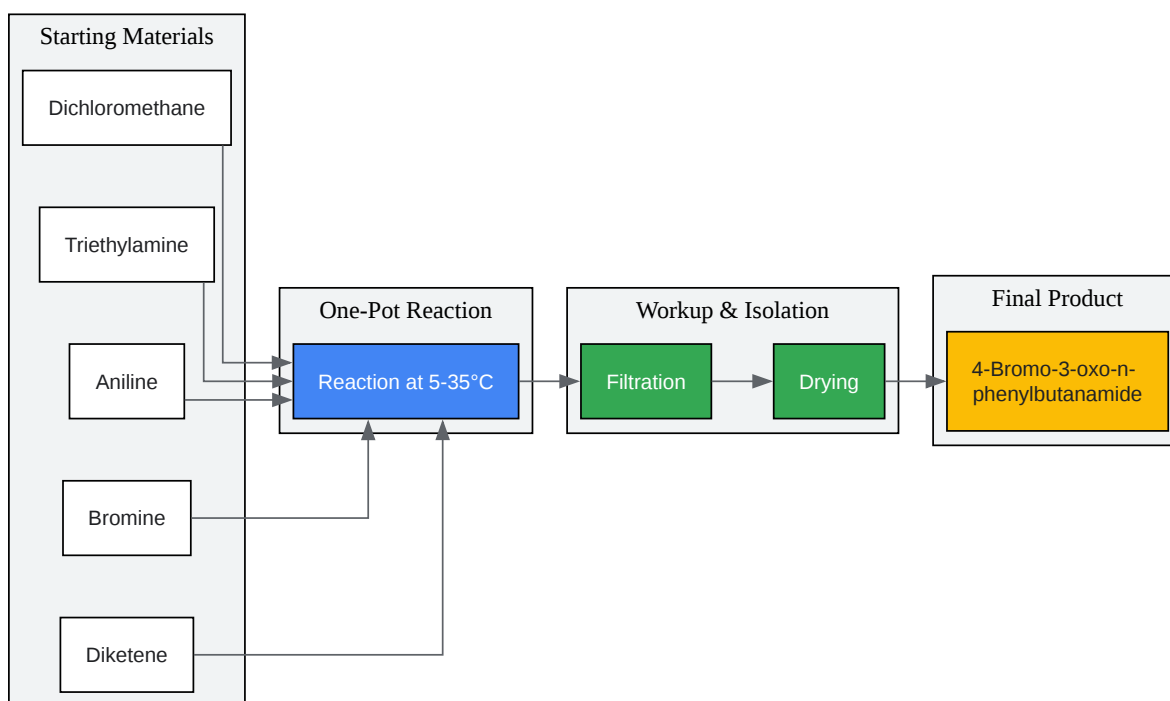 Starting Materials
Dichloromethane
Triethylamine
Aniline
Bromine
Diketene
One-Pot Reaction
Reaction at 5-35°C
Workup & Isolation
Filtration
Drying
Final Product
4-Bromo-3-oxo-n-
phenylbutanamide